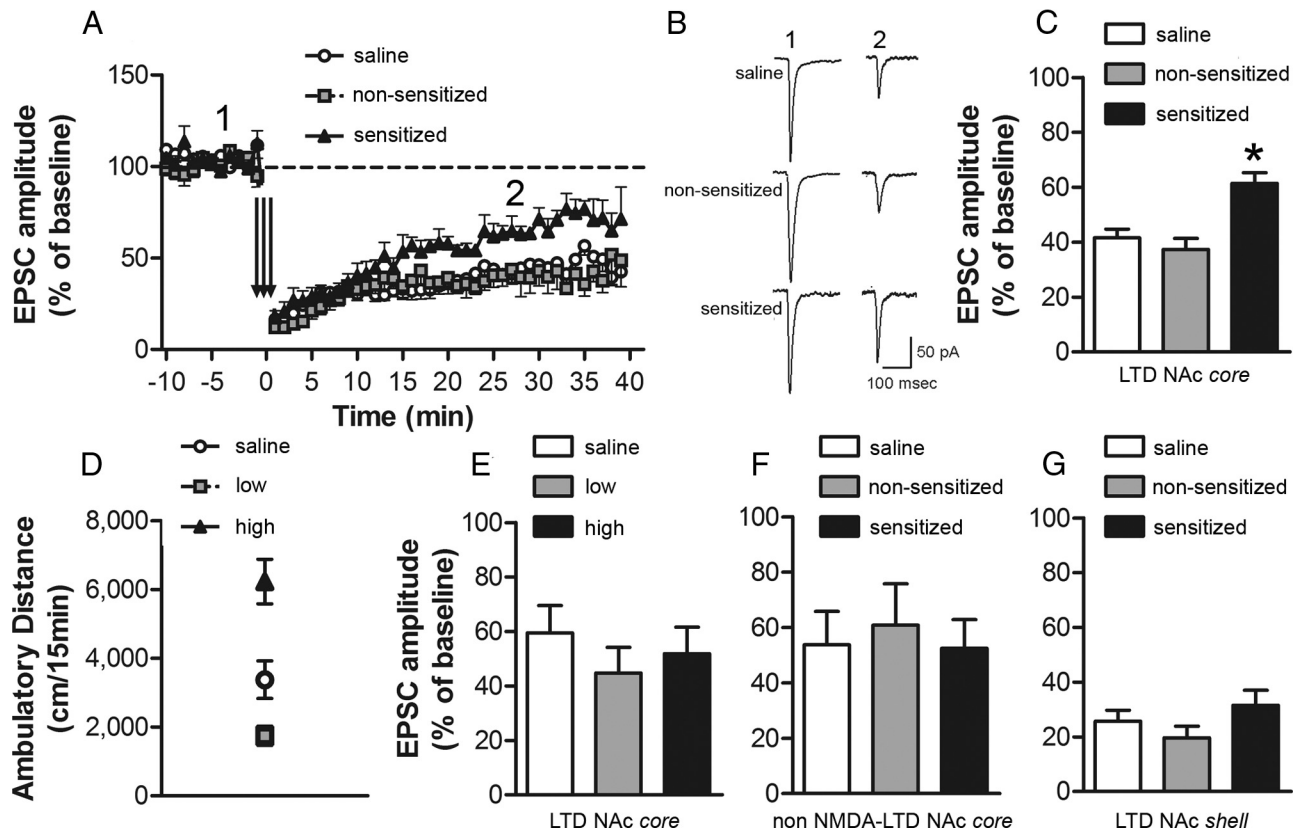 A
saline
non-sensitized
sensitized
1
2
EPSC amplitude
(% of baseline)
150
100
50
0
-10 -5 0 5 10 15 20 25 30 35 40
Time (min)
B
1 2
saline
non-sensitized
sensitized
50 pA
100 msec
C
saline
non-sensitized
sensitized
EPSC amplitude
(% of baseline)
100
80
60
40
20
0
*
LTD NAc core
D
saline
low
high
Ambulatory Distance
(cm/15min)
8,000
6,000
4,000
2,000
0
E
saline
low
high
EPSC amplitude
(% of baseline)
100
80
60
40
20
0
LTD NAc core
F
saline
non-sensitized
sensitized
100
80
60
40
20
0
non NMDA-LTD NAc core
G
saline
non-sensitized
sensitized
100
80
60
40
20
0
LTD NAc shell